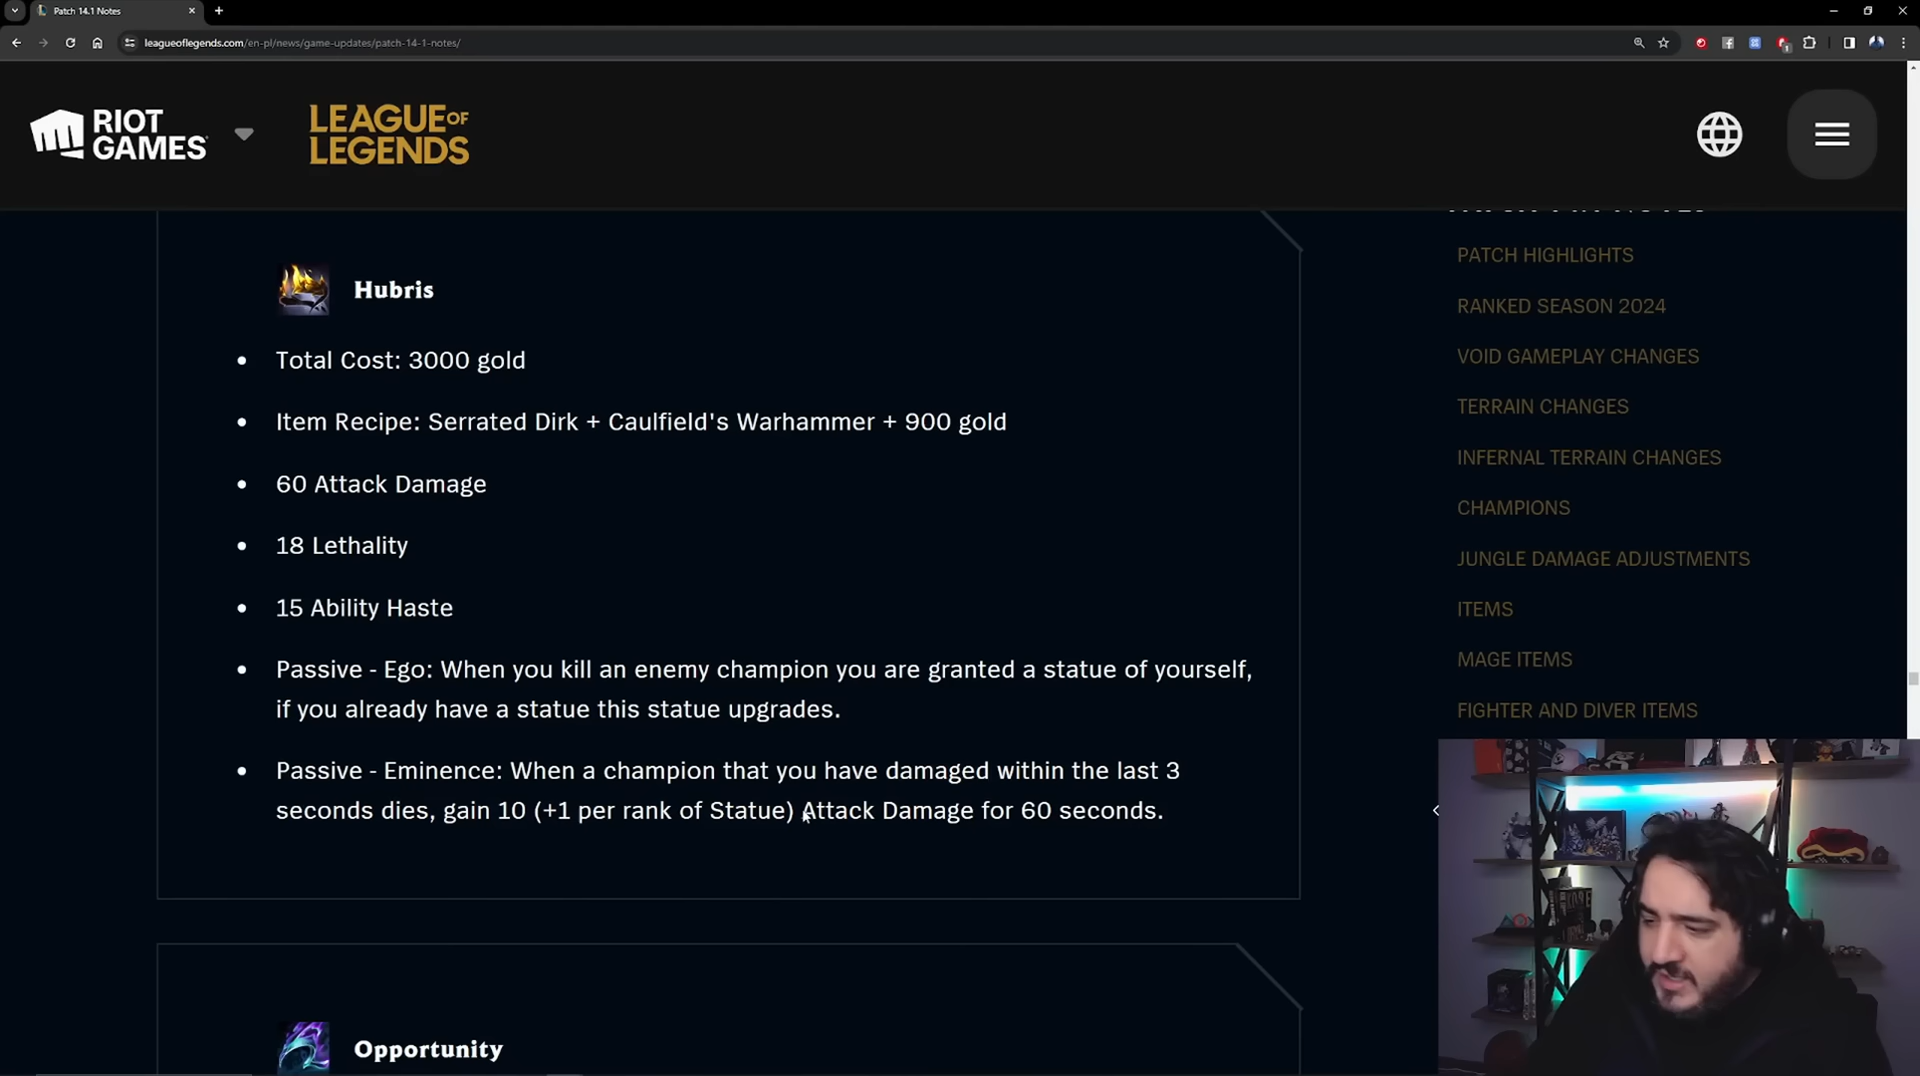 Patch 14.1 Notes
leagueoflegends.com/en-pl/news/game-updates/patch-14-1-notes/
RIOT GAMES
LEAGUE OF LEGENDS
Hubris
• Total Cost: 3000 gold
• Item Recipe: Serrated Dirk + Caulfield's Warhammer + 900 gold
• 60 Attack Damage
• 18 Lethality
• 15 Ability Haste
• Passive - Ego: When you kill an enemy champion you are granted a statue of yourself,
if you already have a statue this statue upgrades.
• Passive - Eminence: When a champion that you have damaged within the last 3
seconds dies, gain 10 (+1 per rank of Statue) Attack Damage for 60 seconds.
Opportunity
PATCH HIGHLIGHTS
RANKED SEASON 2024
VOID GAMEPLAY CHANGES
TERRAIN CHANGES
INFERNAL TERRAIN CHANGES
CHAMPIONS
JUNGLE DAMAGE ADJUSTMENTS
ITEMS
MAGE ITEMS
FIGHTER AND DIVER ITEMS